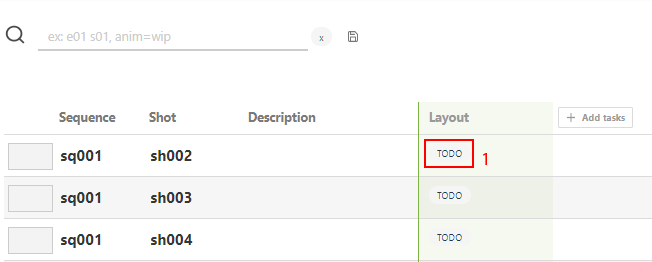 ex: e01 s01, anim=wip x
Sequence Shot Description Layout + Add tasks
sq001 sh002 TODO 1
sq001 sh003 TODO
sq001 sh004 TODO